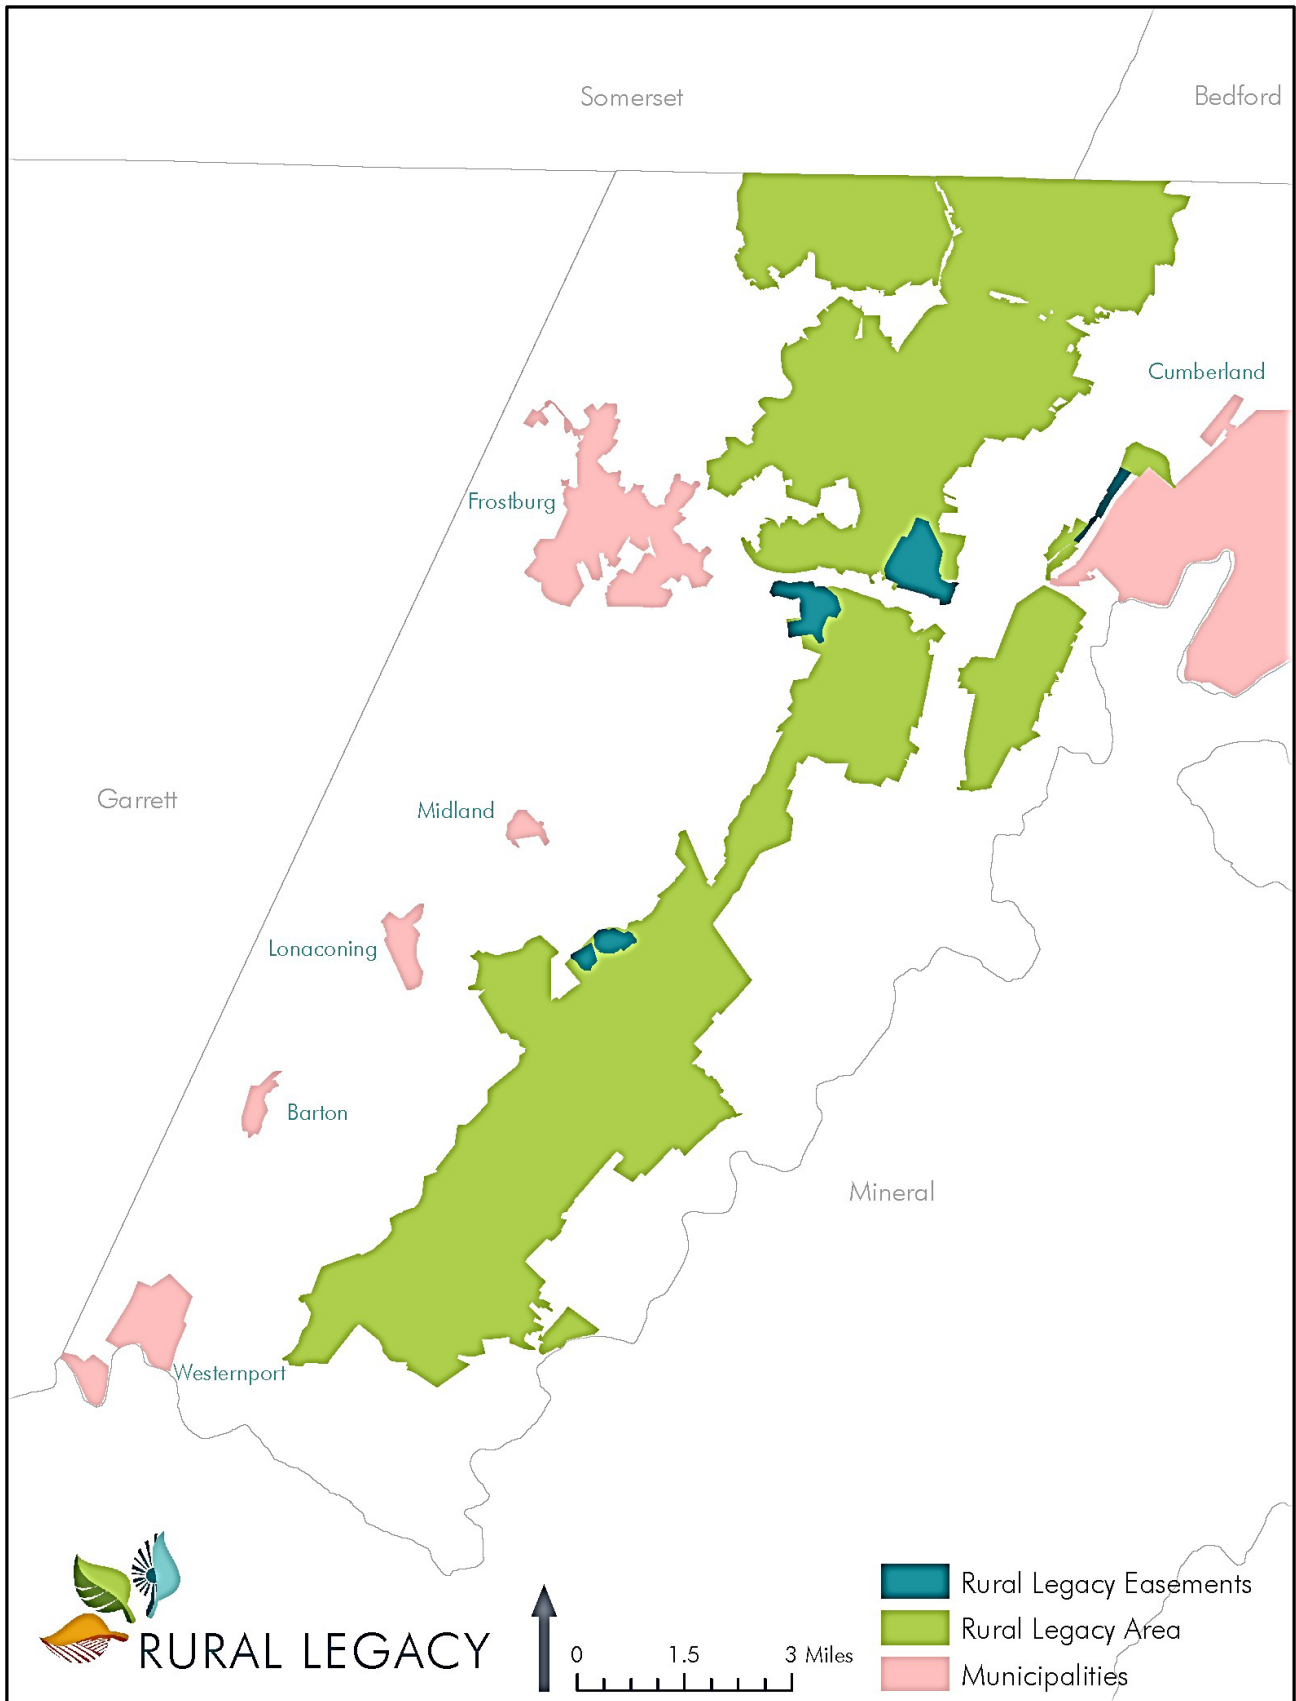 Somerset
Bedford
Cumberland
Frostburg
Garrett
Midland
Lonaconing
Barton
Mineral
Westernport
RURAL LEGACY
0 1.5 3 Miles
Rural Legacy Easements
Rural Legacy Area
Municipalities